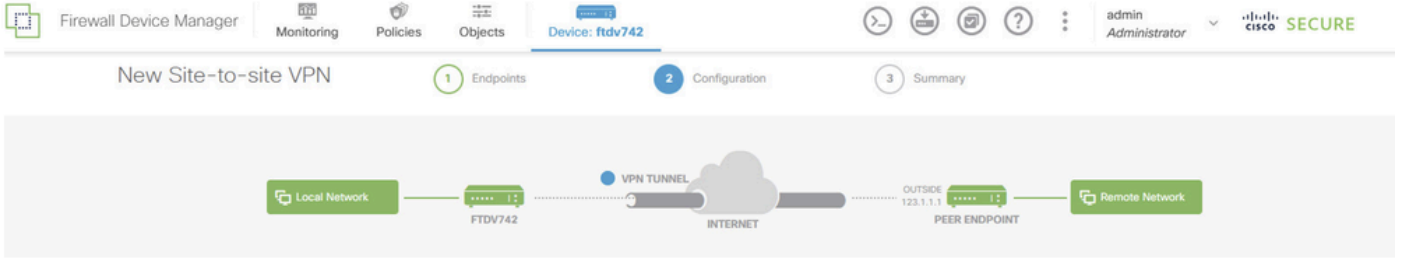 Firewall Device Manager
Monitoring
Policies
Objects
Device: ftdv742
>_
?
admin
Administrator
cisco SECURE
New Site-to-site VPN
1 Endpoints
2 Configuration
3 Summary
Local Network
FTDV742
VPN TUNNEL
INTERNET
OUTSIDE
123.1.1.1
PEER ENDPOINT
Remote Network